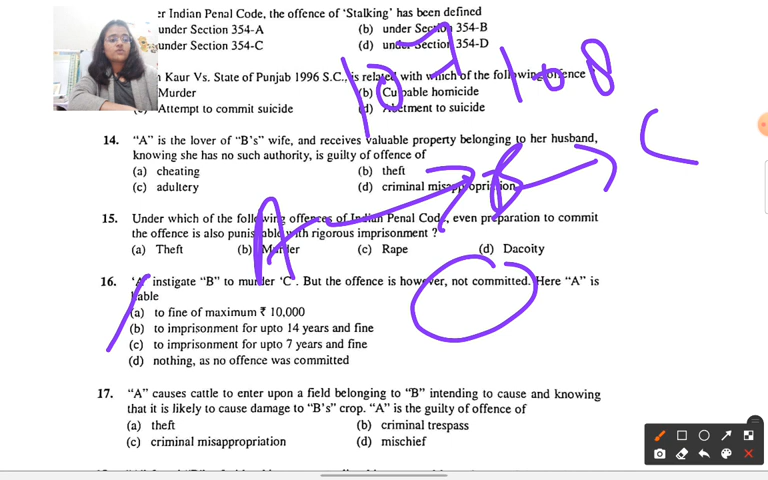 er Indian Penal Code, the offence of 'Stalking' has been defined
under Section 354-A (b) under Section 354-B
under Section 354-C (d) under Section 354-D
107 108
Kaur Vs. State of Punjab 1996 S.C., is related with which of the following offence
Murder (b) Culpable homicide
Attempt to commit suicide (d) Abetment to suicide
14. "A" is the lover of "B's" wife, and receives valuable property belonging to her husband,
knowing she has no such authority, is guilty of offence of
(a) cheating (b) theft
(c) adultery (d) criminal misappropriation
A B C
15. Under which of the following offences of Indian Penal Code, even preparation to commit
the offence is also punishable with rigorous imprisonment ?
(a) Theft (b) Murder (c) Rape (d) Dacoity
16. 'A' instigate "B" to murder 'C'. But the offence is however, not committed. Here "A" is
liable
(a) to fine of maximum ₹ 10,000
(b) to imprisonment for upto 14 years and fine
(c) to imprisonment for upto 7 years and fine
(d) nothing, as no offence was committed
17. "A" causes cattle to enter upon a field belonging to "B" intending to cause and knowing
that it is likely to cause damage to "B's" crop. "A" is the guilty of offence of
(a) theft (b) criminal trespass
(c) criminal misappropriation (d) mischief